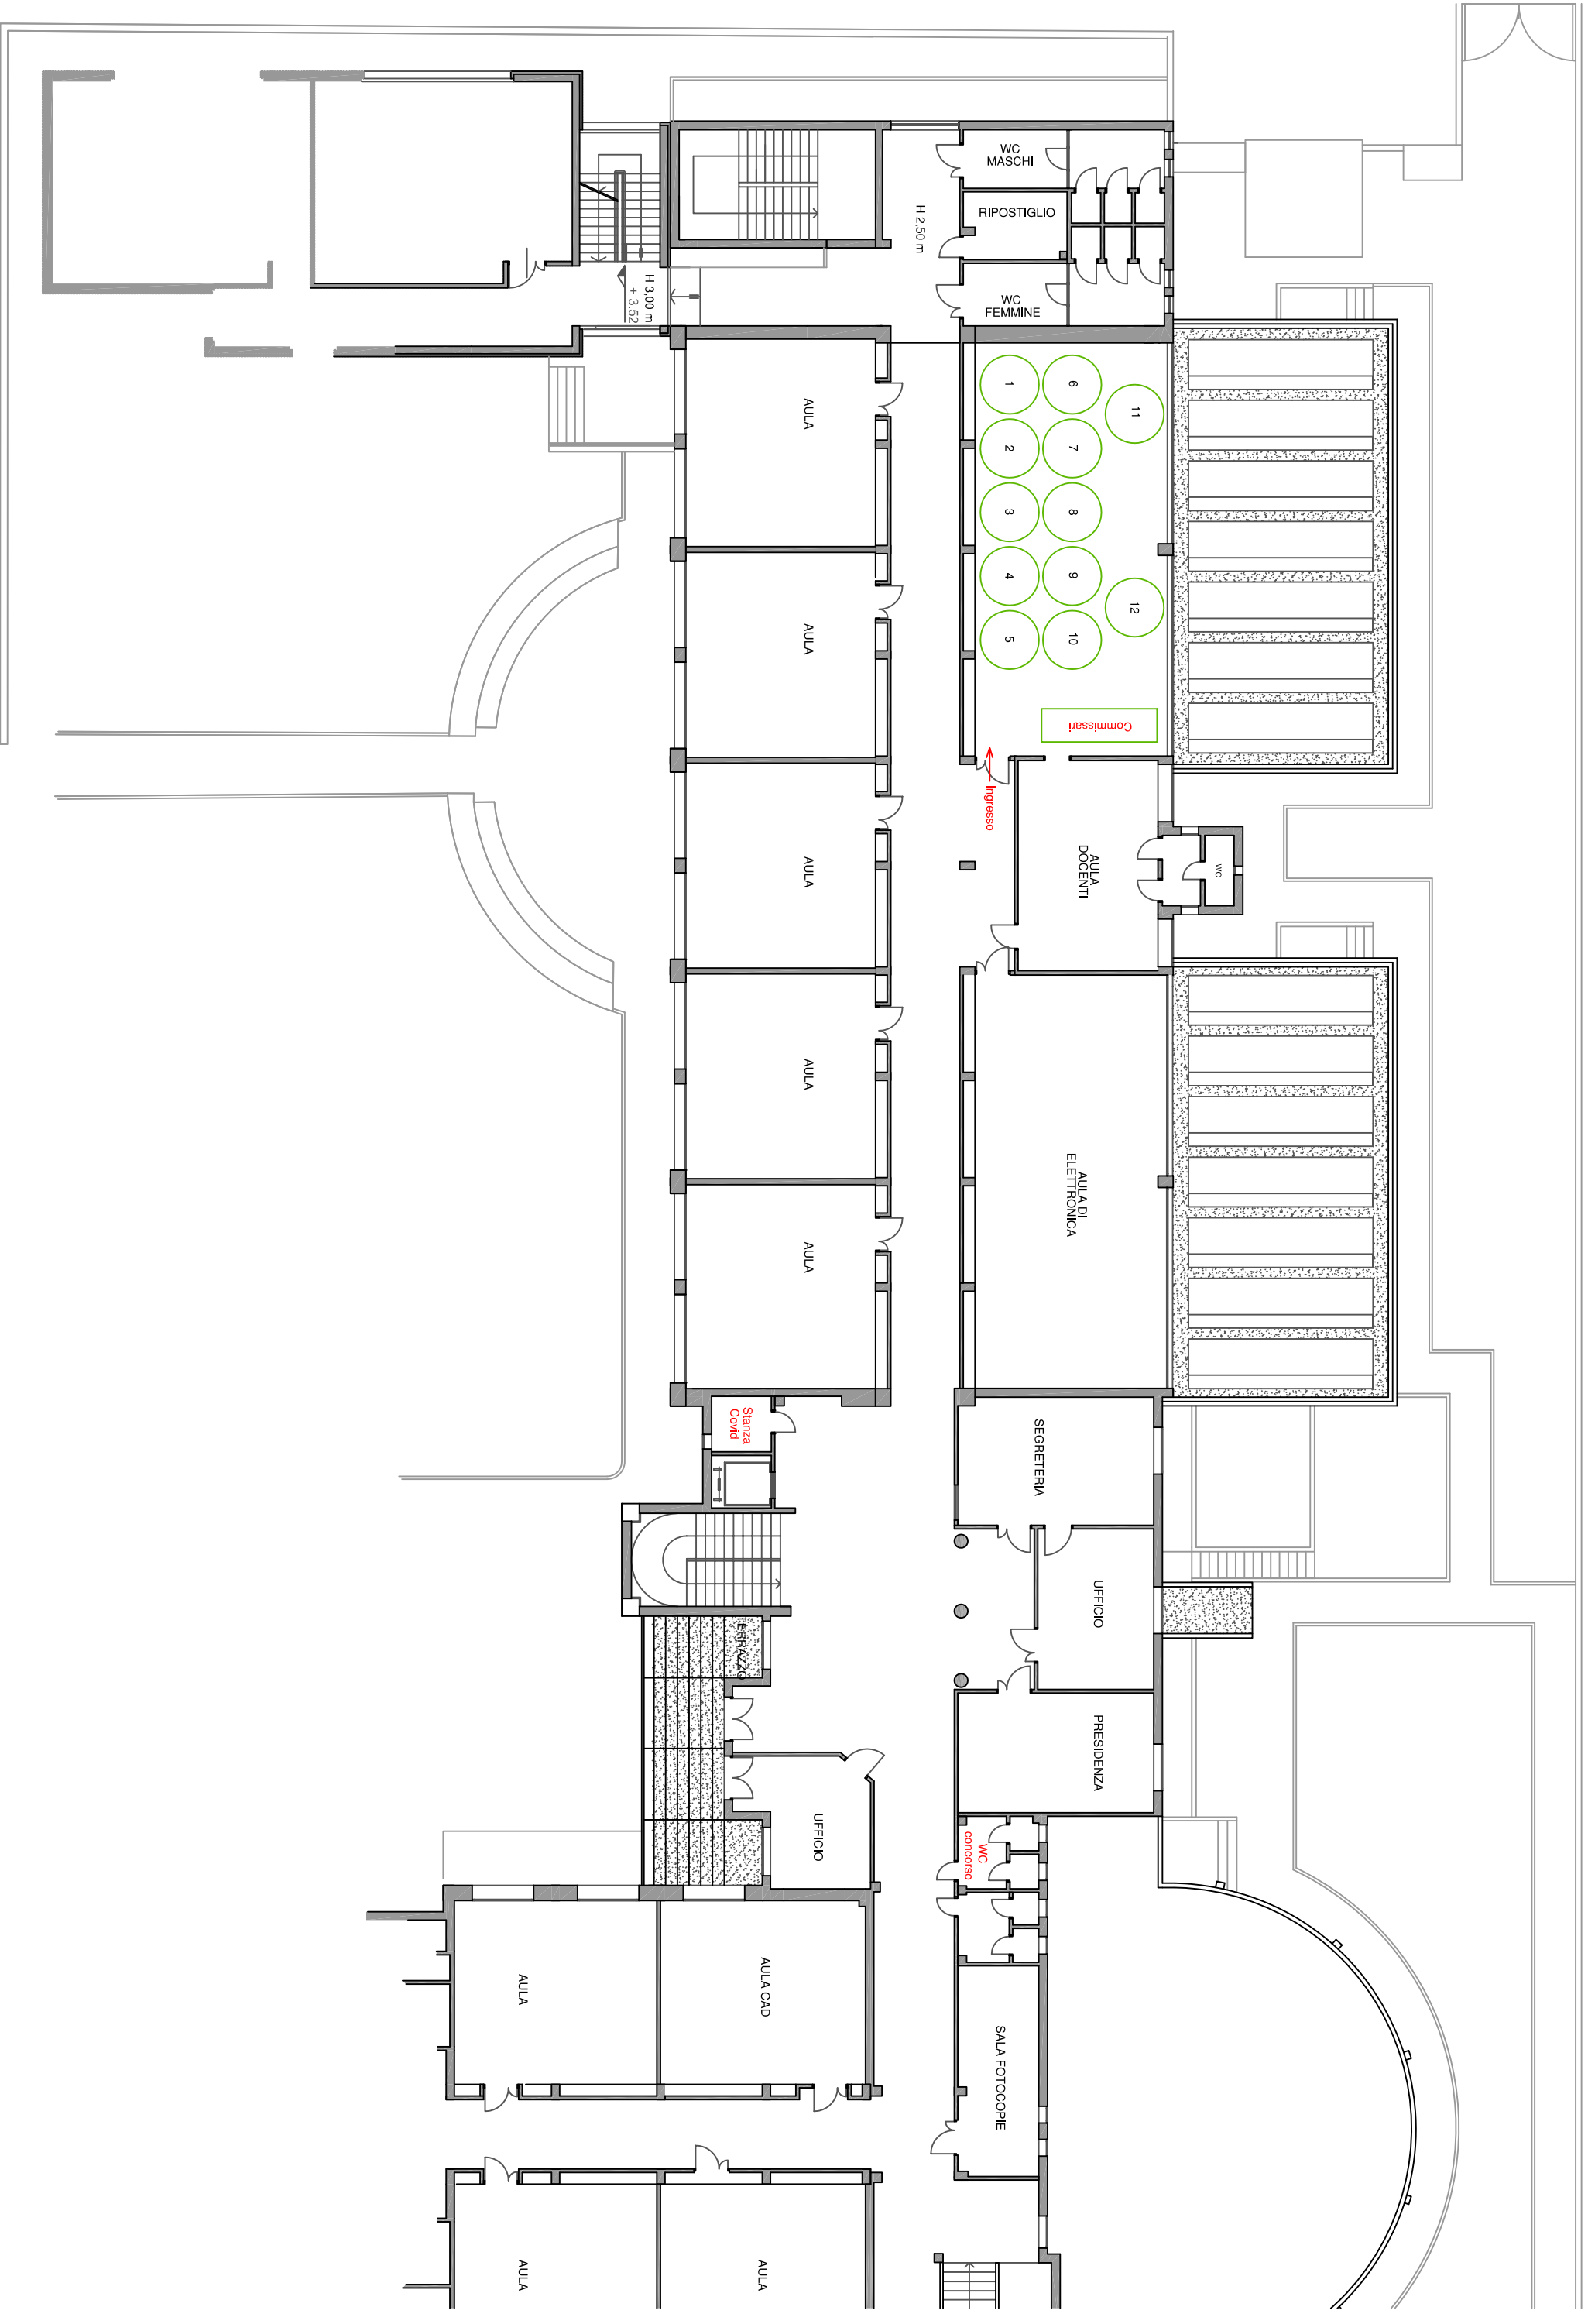 WC
MASCHI
RIPOSTIGLIO
H 2,50 m
WC
FEMMINE
H 3,00 m
+ 3.52
AULA
1
6
11
2
7
3
8
4
9
12
5
10
AULA
Commissari
Ingresso
AULA
AULA
DOCENTI
WC
AULA
AULA DI
ELETTRONICA
AULA
Stanza
Covid
SEGRETERIA
UFFICIO
TERRAZZO
PRESIDENZA
UFFICIO
WC
concorso
AULA
AULA CAD
SALA FOTOCOPIE
AULA
AULA